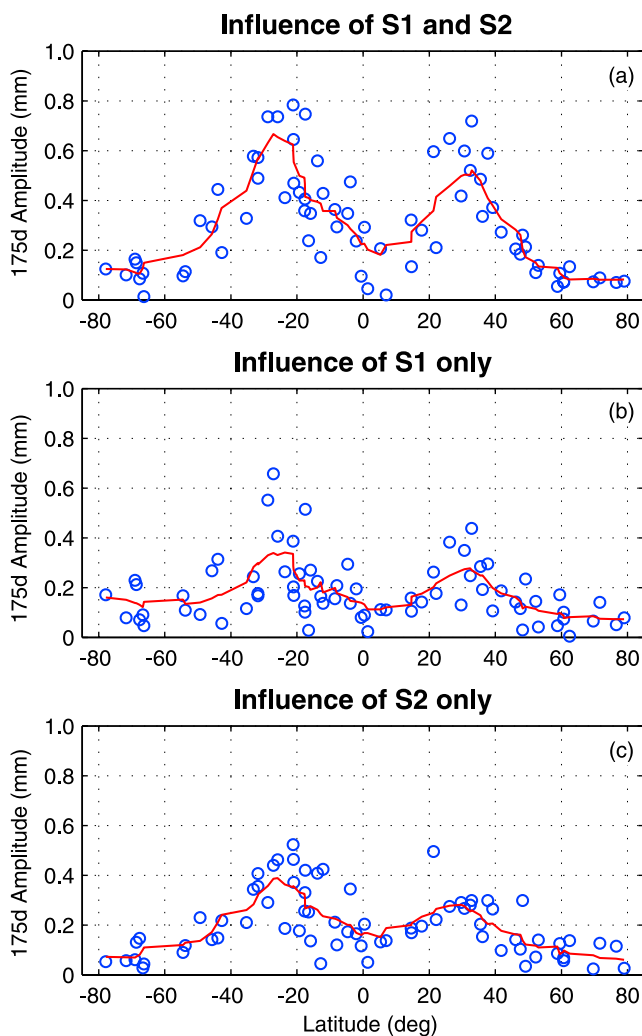 Influence of S1 and S2
1.0
(a)
0.8
0.6
0.4
0.2
0
175d Amplitude (mm)
-80 -60 -40 -20 0 20 40 60 80
Influence of S1 only
1.0
(b)
0.8
0.6
0.4
0.2
0
175d Amplitude (mm)
-80 -60 -40 -20 0 20 40 60 80
Influence of S2 only
1.0
(c)
0.8
0.6
0.4
0.2
0
175d Amplitude (mm)
-80 -60 -40 -20 0 20 40 60 80
Latitude (deg)